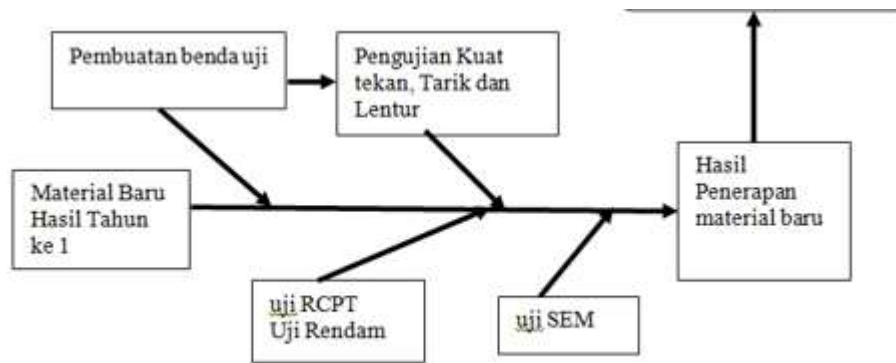 Pembuatan benda uji
Pengujian Kuat
tekan, Tarik dan
Lentur
Material Baru
Hasil Tahun
ke 1
Hasil
Penerapan
material baru
uji RCPT
Uji Rendam
uji SEM